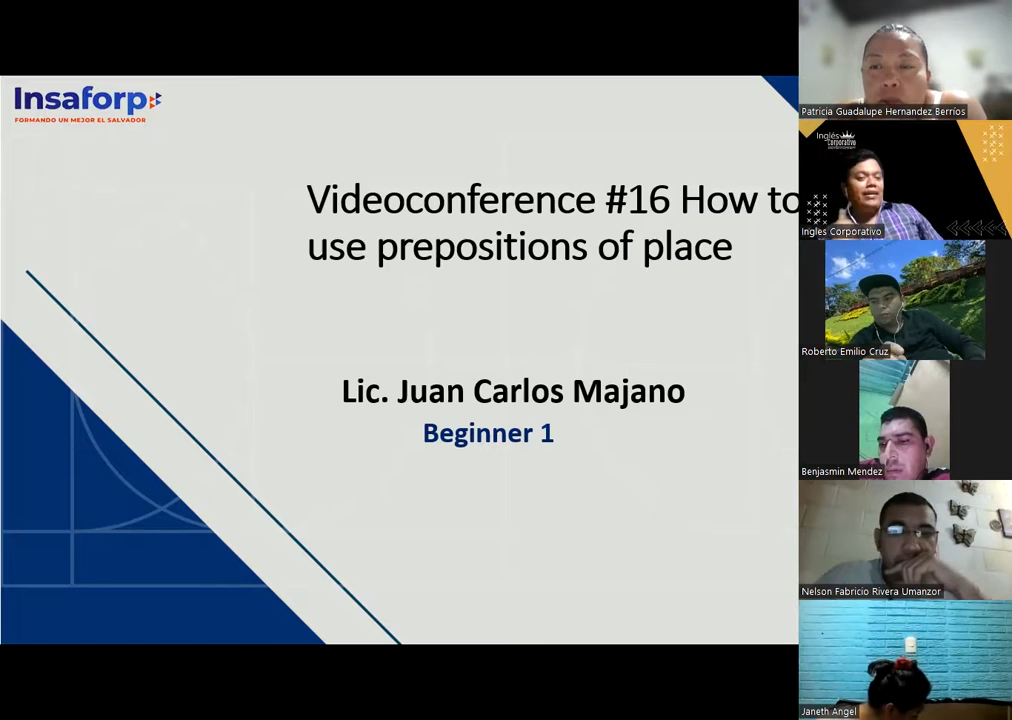 Insaforp
FORMANDO UN MEJOR EL SALVADOR
Videoconference #16 How to
use prepositions of place
Lic. Juan Carlos Majano
Beginner 1
Patricia Guadalupe Hernandez Berríos
Inglés
Corporativo
Ingles Corporativo
Roberto Emilio Cruz
Benjasmin Mendez
Nelson Fabricio Rivera Umanzor
Janeth Angel